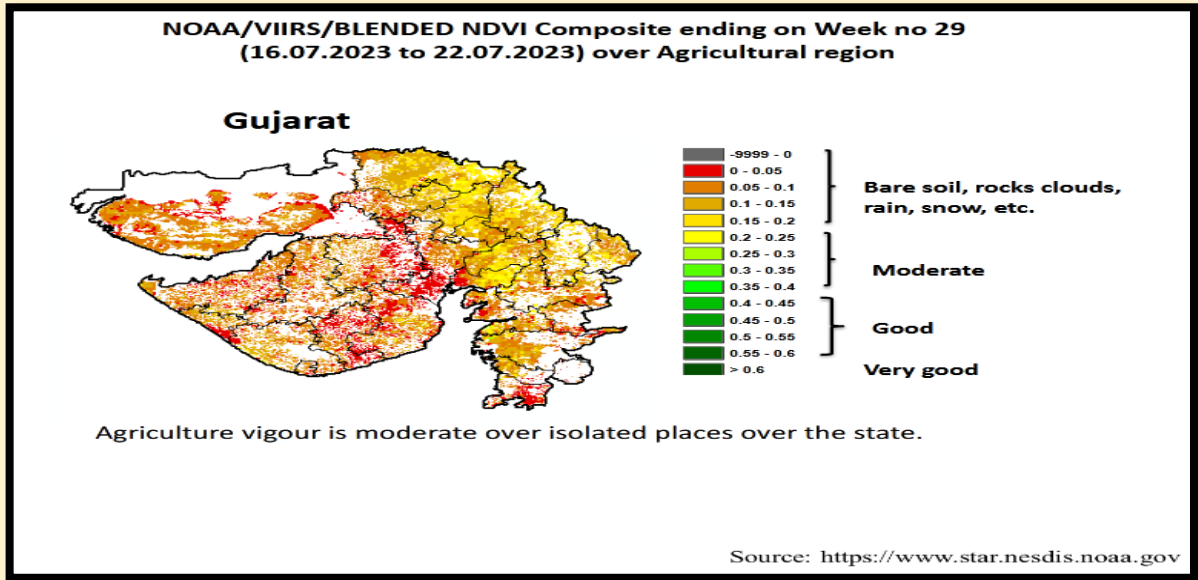 NOAA/VIIRS/BLENDED NDVI Composite ending on Week no 29
(16.07.2023 to 22.07.2023) over Agricultural region
Gujarat
-9999 - 0
0 - 0.05
0.05 - 0.1
0.1 - 0.15
0.15 - 0.2
0.2 - 0.25
0.25 - 0.3
0.3 - 0.35
0.35 - 0.4
0.4 - 0.45
0.45 - 0.5
0.5 - 0.55
0.55 - 0.6
> 0.6
Bare soil, rocks clouds,
rain, snow, etc.
Moderate
Good
Very good
Agriculture vigour is moderate over isolated places over the state.
Source: https://www.star.nesdis.noaa.gov